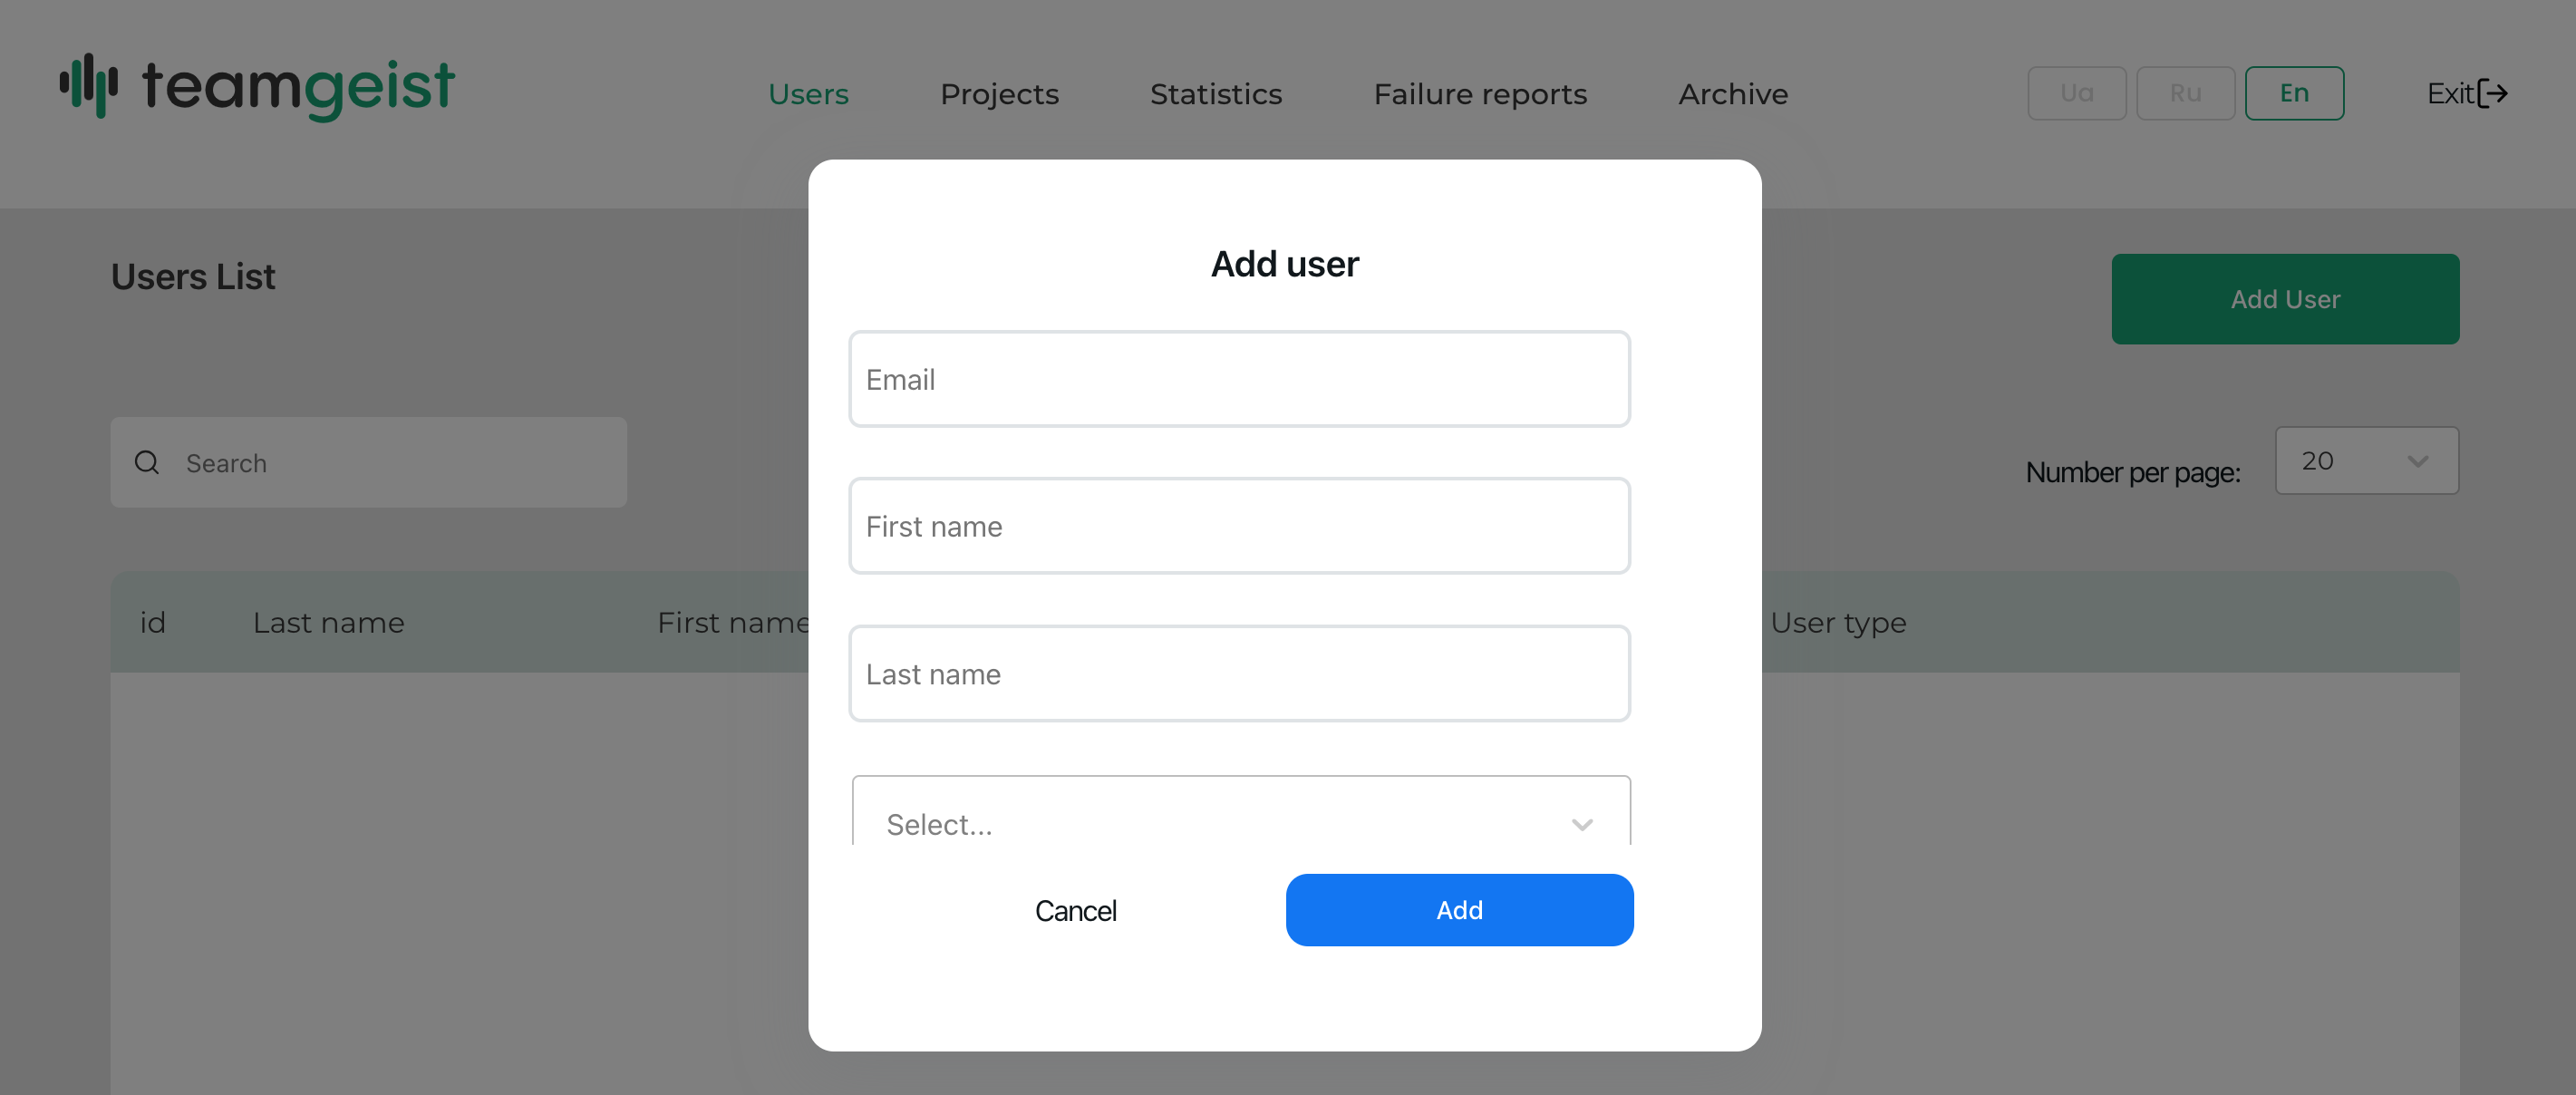 teamgeist
Users Projects Statistics Failure reports Archive Ua Ru En Exit
Add user
Users List
Add User
Email
Search
Number per page: 20
First name
id Last name First name User type
Last name
Select...
Cancel Add